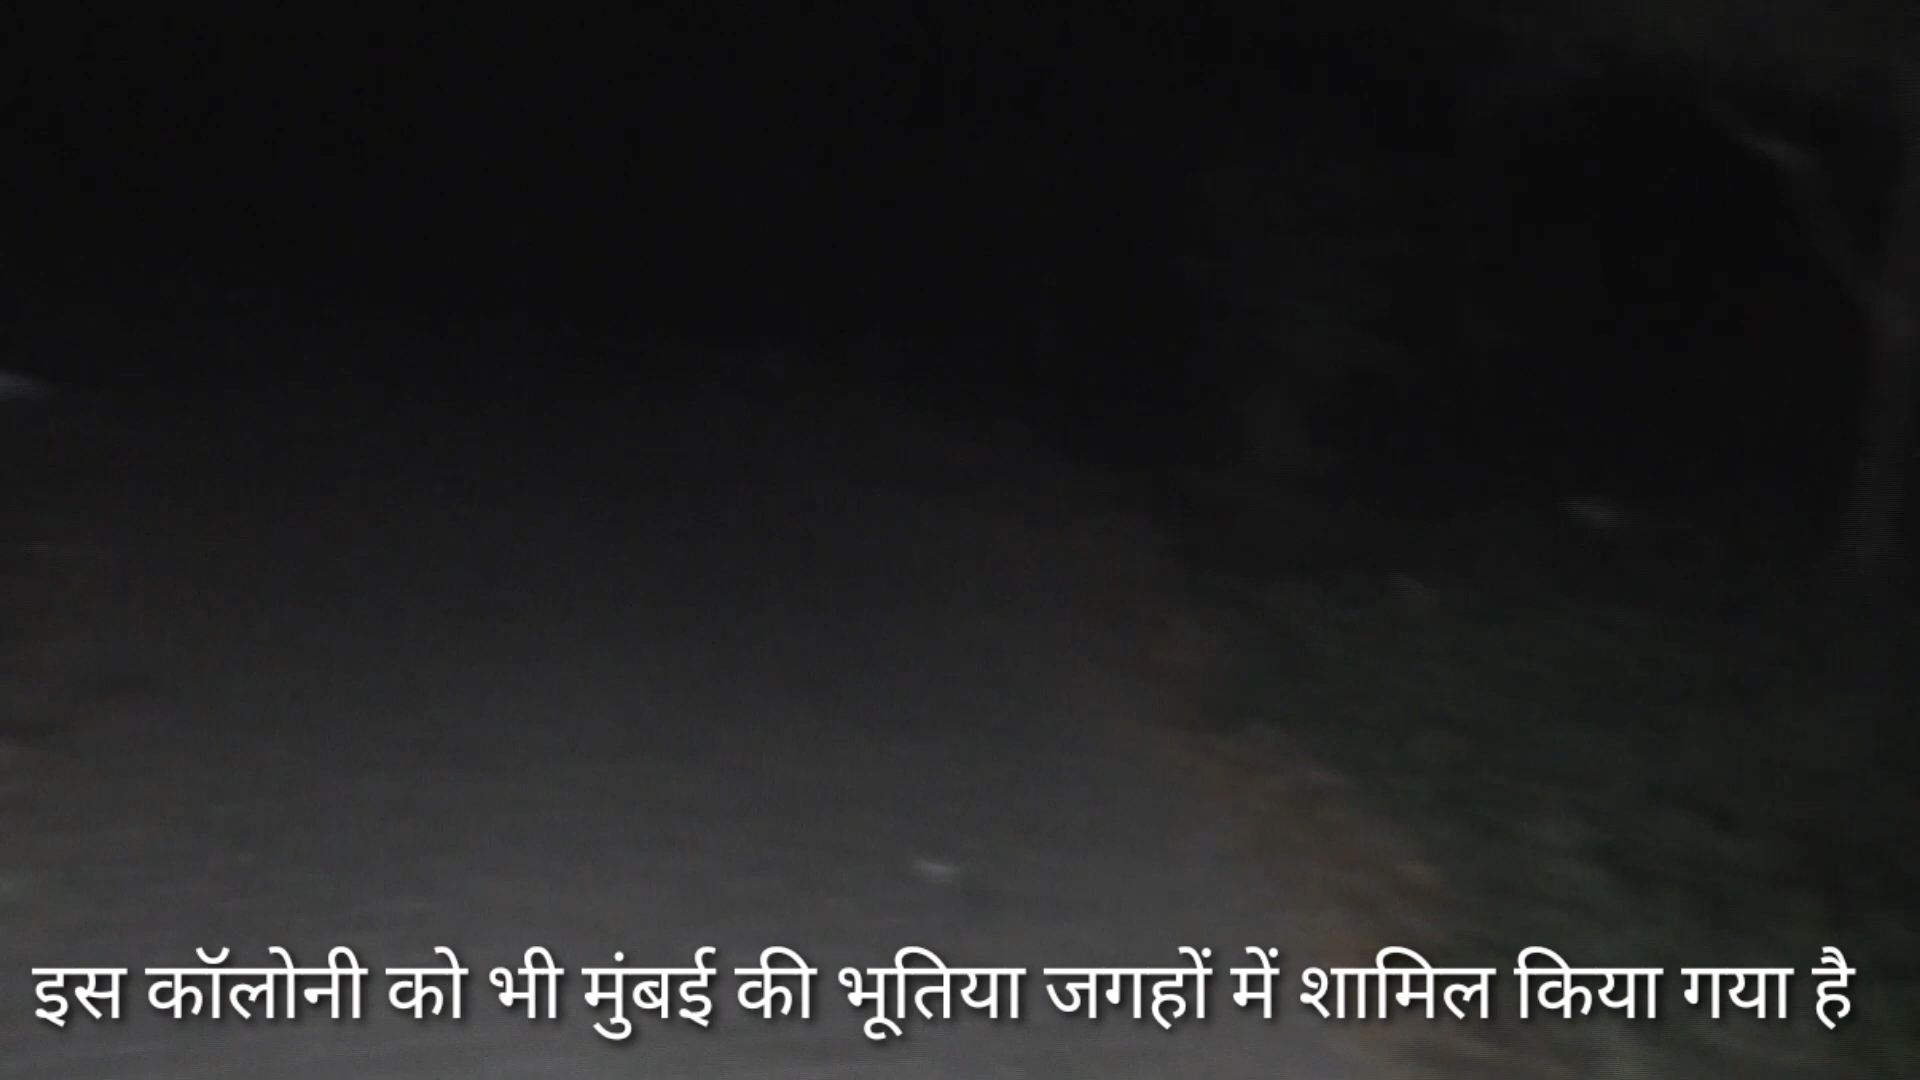 इस कॉलोनी को भी मुंबई की भूतिया जगहों में शामिल किया गया है